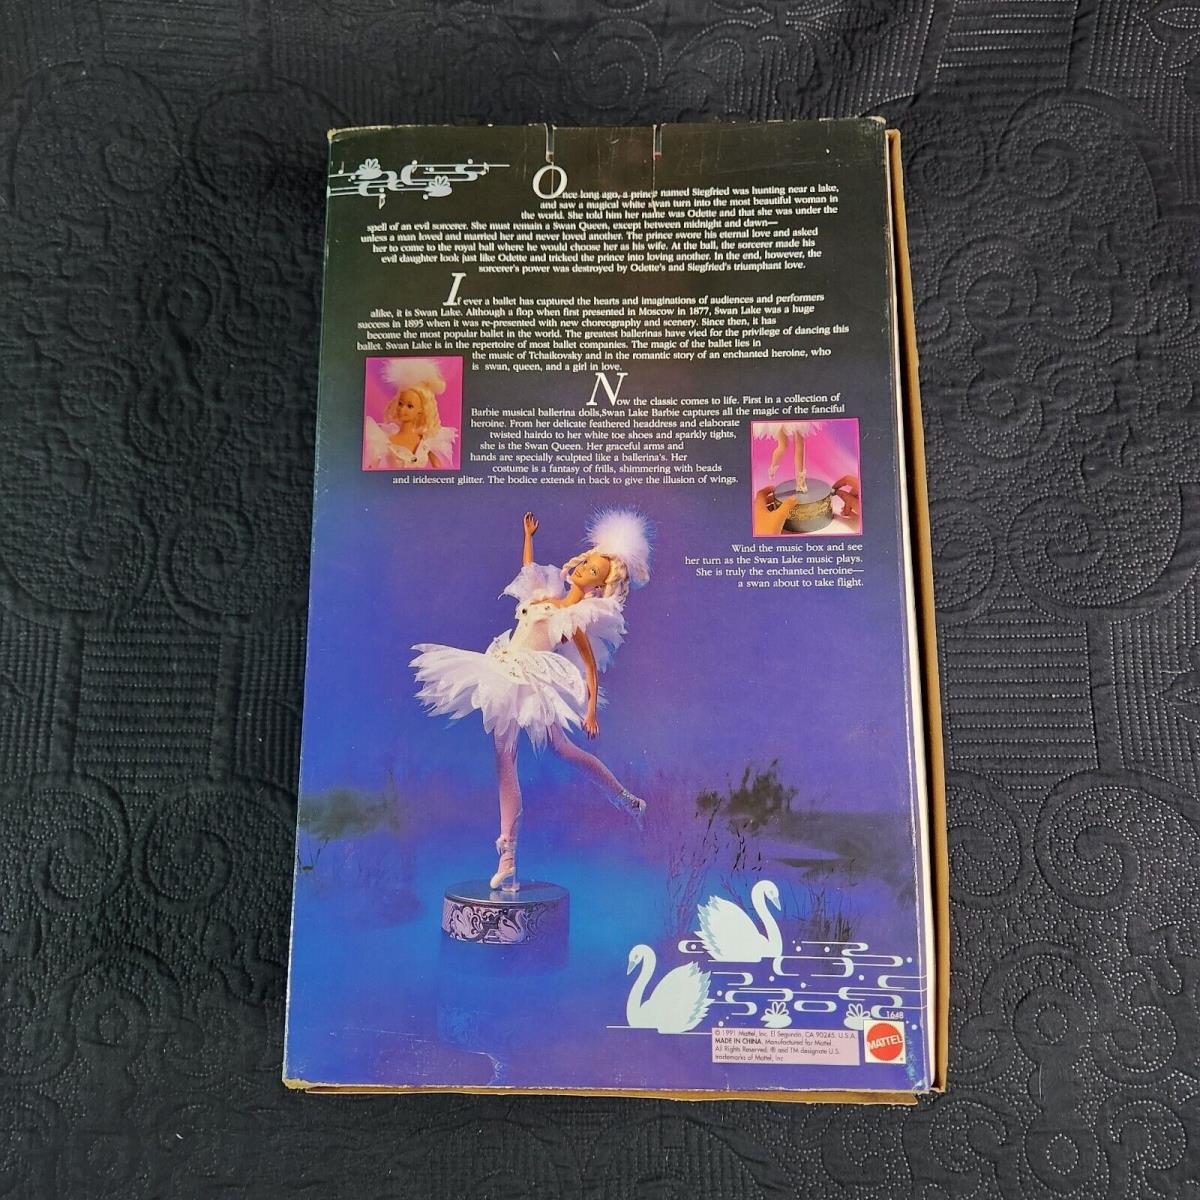 Once long ago, a prince named Siegfried was hunting near a lake,
and saw a magical white swan turn into the most beautiful woman in
the world. She told him her name was Odette and that she was under the
spell of an evil sorcerer. She must remain a Swan Queen, except between midnight and dawn—
unless a man loved and married her and never loved another. The prince swore his eternal love and asked
her to come to the royal ball where he would choose her as his wife. At the ball, the sorcerer made his
evil daughter look just like Odette and tricked the prince into loving another. In the end, however, the
sorcerer's power was destroyed by Odette's and Siegfried's triumphant love.
If ever a ballet has captured the hearts and imaginations of audiences and performers
alike, it is Swan Lake. Although a flop when first presented in Moscow in 1877, Swan Lake was a huge
success in 1895 when it was re-presented with new choreography and scenery. Since then, it has
become the most popular ballet in the world. The greatest ballerinas have vied for the privilege of dancing this
ballet. Swan Lake is in the repertoire of most ballet companies. The magic of the ballet lies in
the music of Tchaikovsky and in the romantic story of an enchanted heroine, who
is swan, queen, and a girl in love.
Now the classic comes to life. First in a collection of
Barbie musical ballerina dolls,Swan Lake Barbie captures all the magic of the fanciful
heroine. From her delicate feathered headdress and elaborate
twisted hairdo to her white toe shoes and sparkly tights,
she is the Swan Queen. Her graceful arms and
hands are specially sculpted like a ballerina's. Her
costume is a fantasy of frills, shimmering with beads
and iridescent glitter. The bodice extends in back to give the illusion of wings.
Wind the music box and see
her turn as the Swan Lake music plays.
She is truly the enchanted heroine—
a swan about to take flight.
1648
© 1991 Mattel, Inc. El Segundo, CA 90245. U.S.A.
MADE IN CHINA. Manufactured for Mattel.
All Rights Reserved. ® and TM designate U.S.
trademarks of Mattel, Inc.
MATTEL